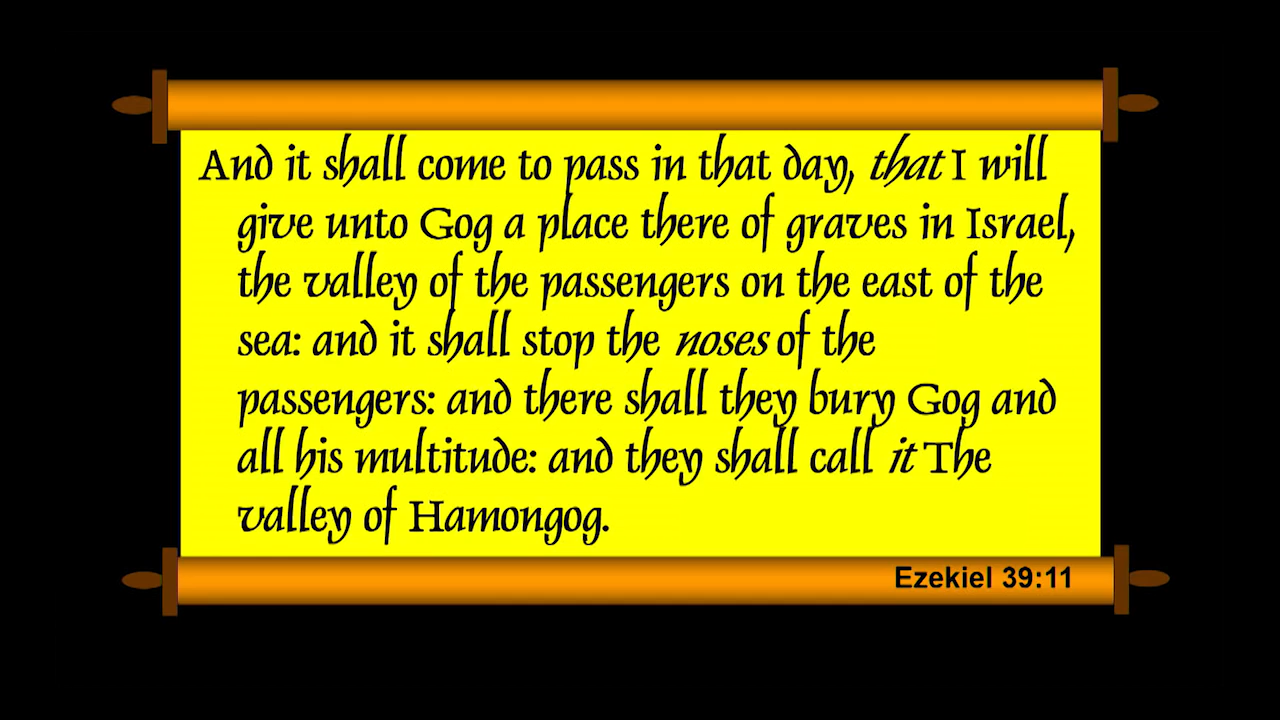 And it shall come to pass in that day, that I will
give unto Gog a place there of graves in Israel,
the valley of the passengers on the east of the
sea: and it shall stop the noses of the
passengers: and there shall they bury Gog and
all his multitude: and they shall call it The
valley of Hamongog.
Ezekiel 39:11